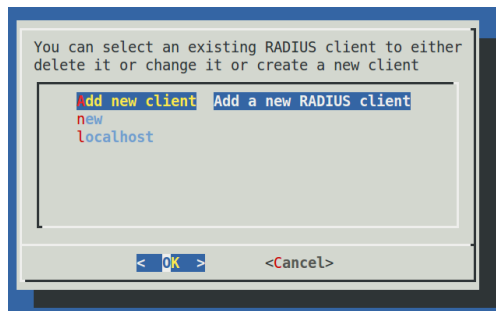 You can select an existing RADIUS client to either
delete it or change it or create a new client
Add new client  Add a new RADIUS client
new
localhost
<  OK  >  <Cancel>